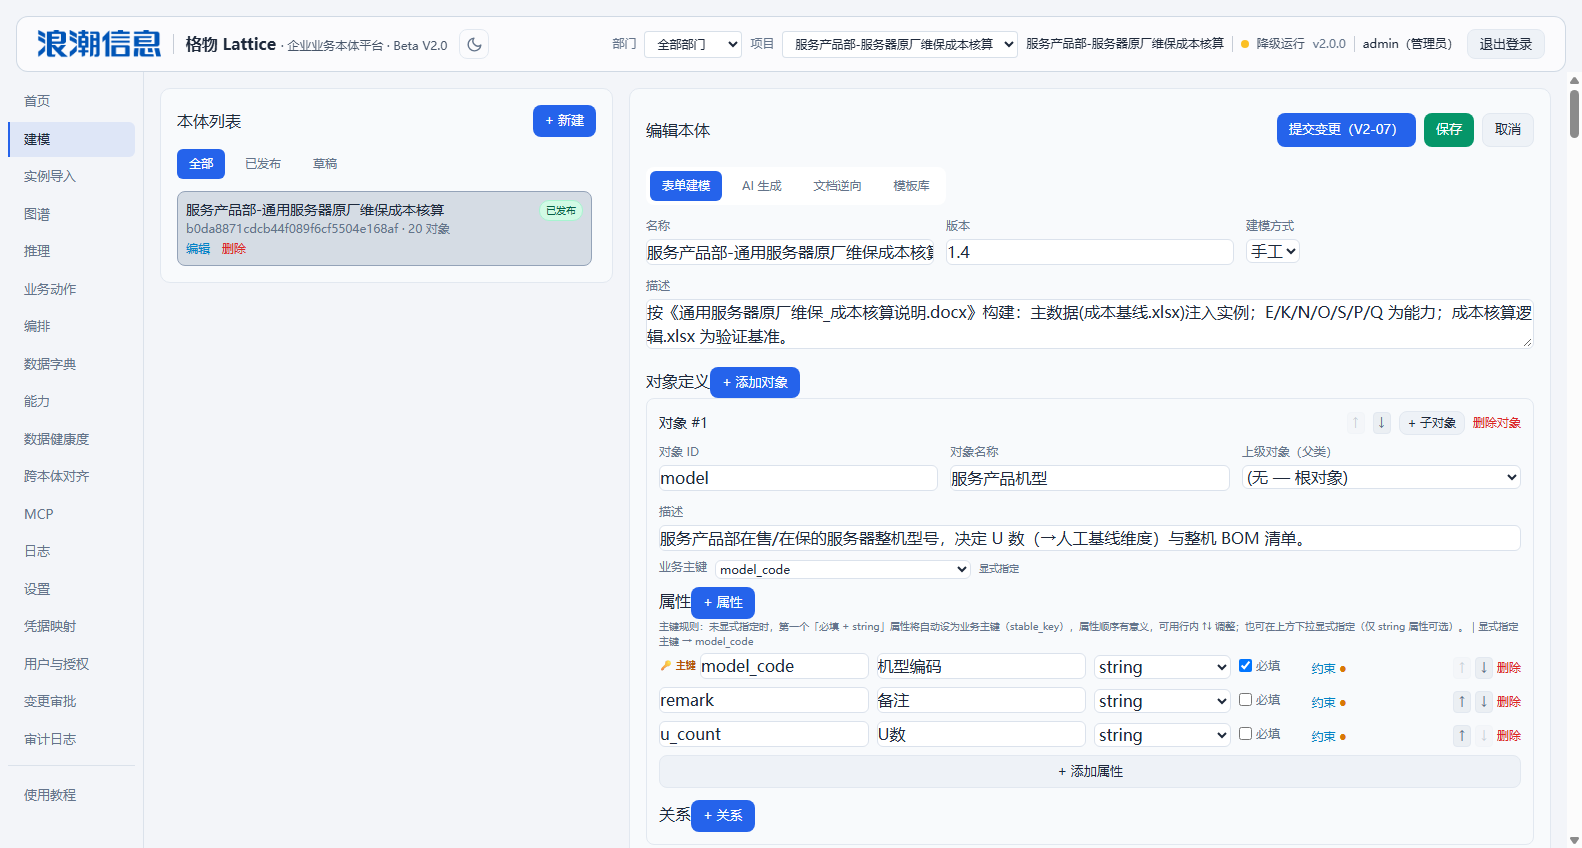 浪潮信息 格物 Lattice · 企业业务本体平台 · Beta V2.0 部门 全部部门 项目 服务产品部-服务器原厂维保成本核算 服务产品部-服务器原厂维保成本核算 降级运行 v2.0.0 admin（管理员） 退出登录
首页
建模
实例导入
图谱
推理
业务动作
编排
数据字典
能力
数据健康度
跨本体对齐
MCP
日志
设置
凭据映射
用户与授权
变更审批
审计日志
使用教程
本体列表 + 新建
全部 已发布 草稿
服务产品部-通用服务器原厂维保成本核算 已发布
b0da8871cdcb44f089f6cf5504e168af · 20 对象
编辑 删除
编辑本体 提交变更（V2-07） 保存 取消
表单建模 AI 生成 文档逆向 模板库
名称 版本 建模方式
服务产品部-通用服务器原厂维保成本核算 1.4 手工
描述
按《通用服务器原厂维保_成本核算说明.docx》构建：主数据(成本基线.xlsx)注入实例；E/K/N/O/S/P/Q 为能力；成本核算逻
辑.xlsx 为验证基准。
对象定义 + 添加对象
对象 #1 ↑ ↓ + 子对象 删除对象
对象 ID 对象名称 上级对象（父类）
model 服务产品机型 (无 — 根对象)
描述
服务产品部在售/在保的服务器整机型号，决定 U 数（→人工基线维度）与整机 BOM 清单。
业务主键 model_code 显式指定
属性 + 属性
主键规则：未显式指定时，第一个「必填 + string」属性将自动设为业务主键（stable_key），属性顺序有意义，可用行内 ↑↓ 调整；也可在上方下拉显式指定（仅 string 属性可选）。 | 显式指定
主键 → model_code
主键 model_code 机型编码 string 必填 约束 ↑ ↓ 删除
remark 备注 string 必填 约束 ↑ ↓ 删除
u_count U数 string 必填 约束 ↑ ↓ 删除
+ 添加属性
关系 + 关系